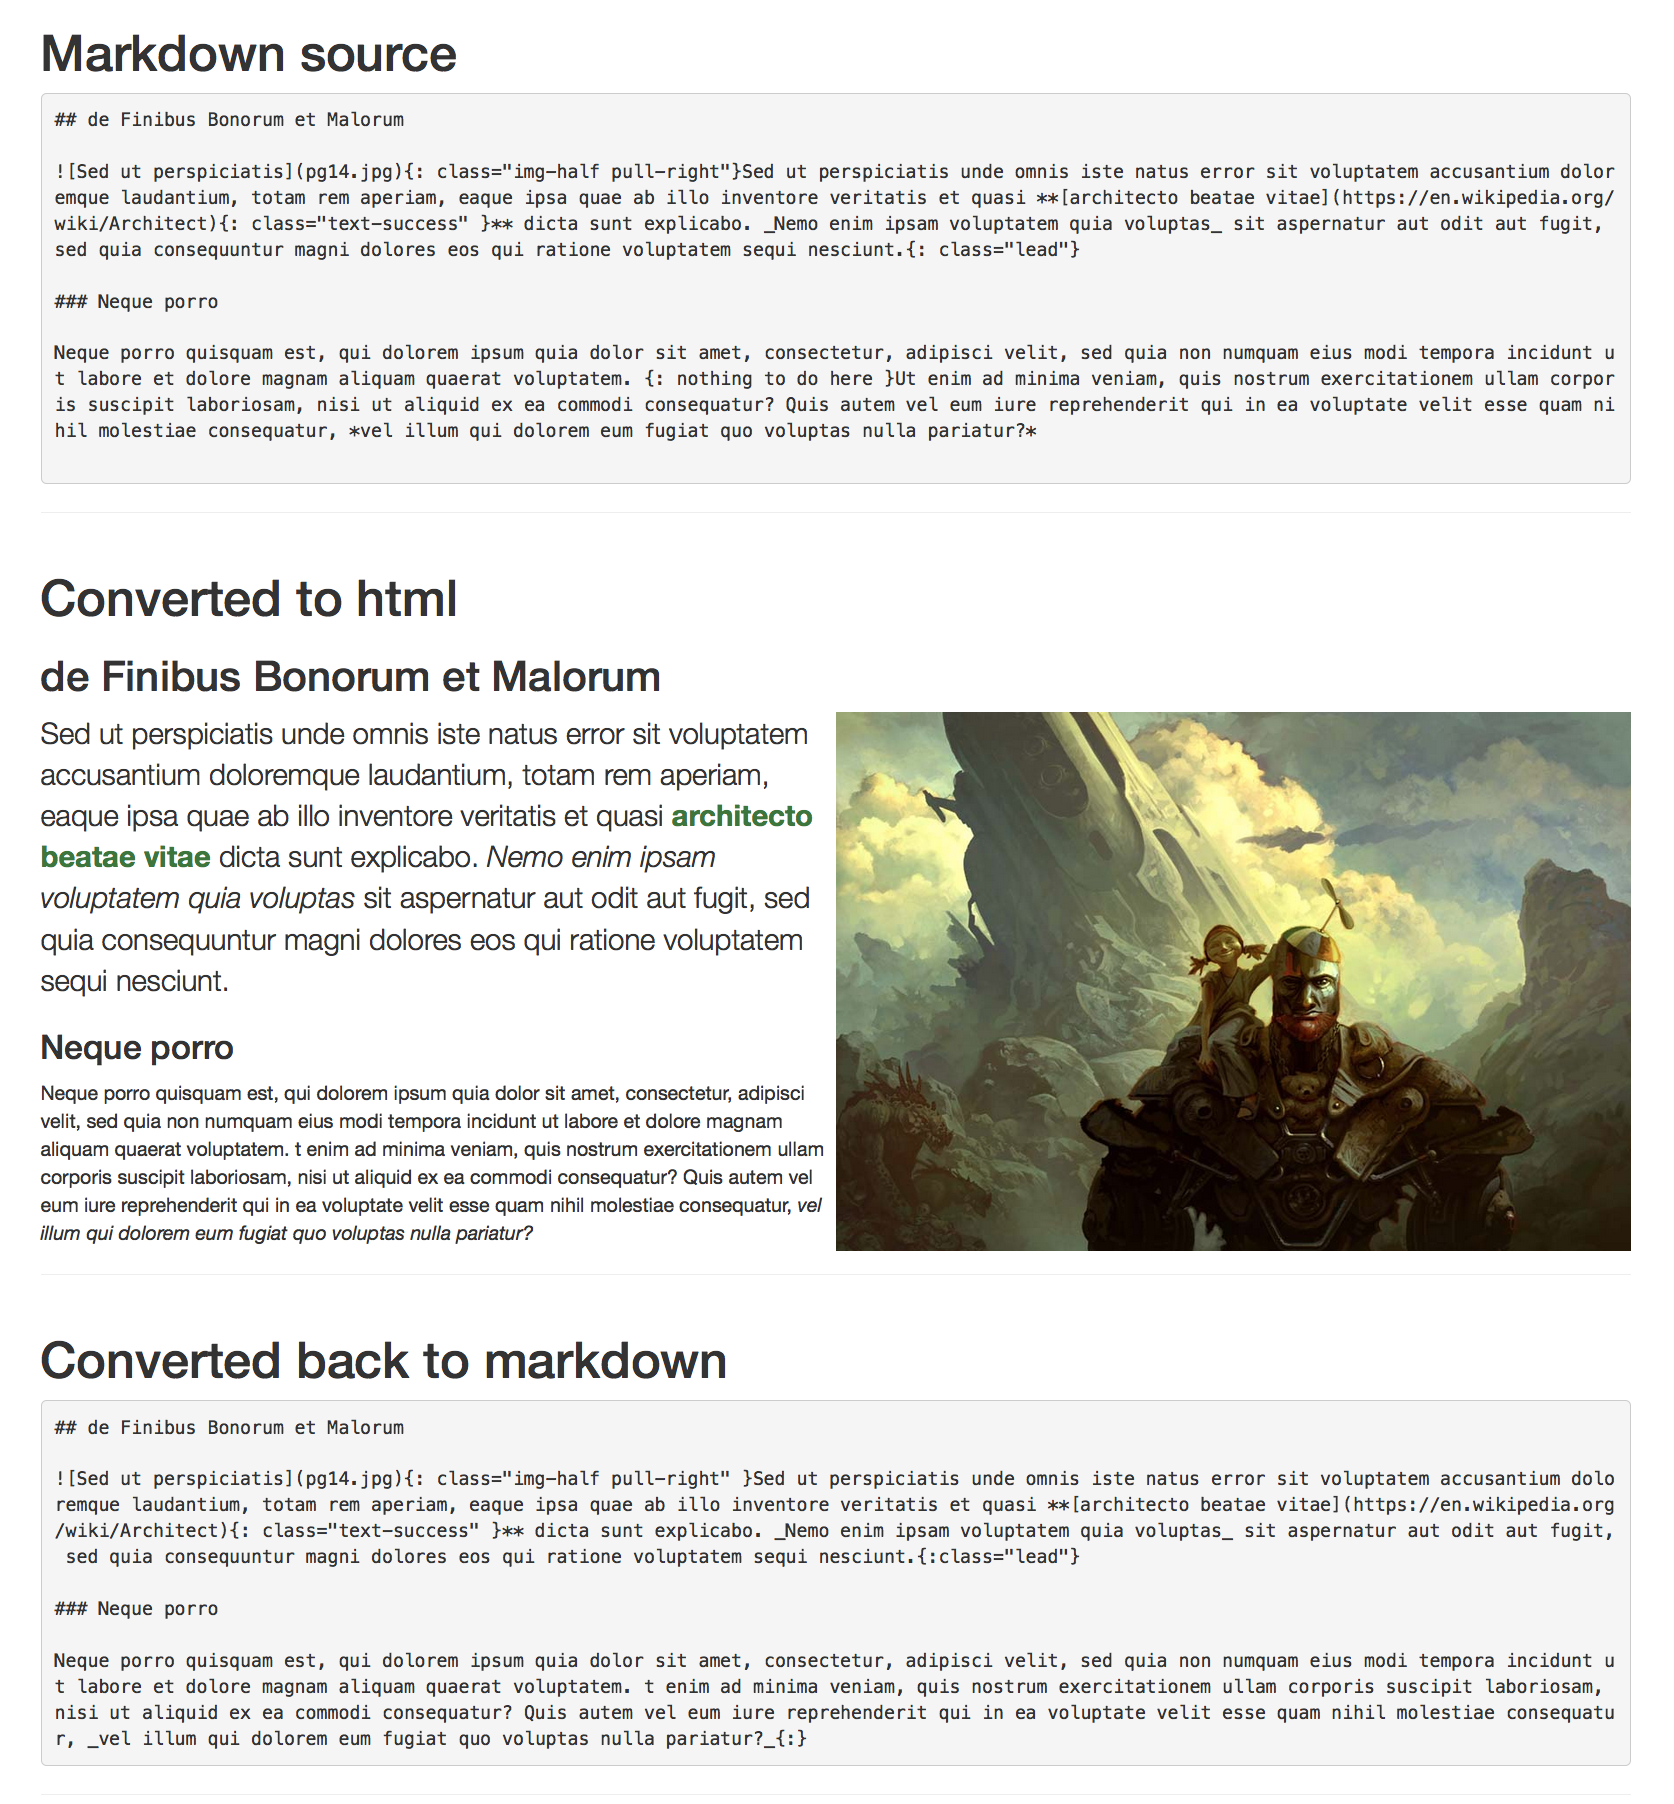 Markdown source
## de Finibus Bonorum et Malorum
![Sed ut perspiciatis](pg14.jpg){: class="img-half pull-right"}Sed ut perspiciatis unde omnis iste natus error sit voluptatem accusantium dolor
emque laudantium, totam rem aperiam, eaque ipsa quae ab illo inventore veritatis et quasi **[architecto beatae vitae](https://en.wikipedia.org/
wiki/Architect){: class="text-success" }** dicta sunt explicabo. _Nemo enim ipsam voluptatem quia voluptas_ sit aspernatur aut odit aut fugit,
sed quia consequuntur magni dolores eos qui ratione voluptatem sequi nesciunt.{: class="lead"}
### Neque porro
Neque porro quisquam est, qui dolorem ipsum quia dolor sit amet, consectetur, adipisci velit, sed quia non numquam eius modi tempora incidunt u
t labore et dolore magnam aliquam quaerat voluptatem. {: nothing to do here }Ut enim ad minima veniam, quis nostrum exercitationem ullam corpor
is suscipit laboriosam, nisi ut aliquid ex ea commodi consequatur? Quis autem vel eum iure reprehenderit qui in ea voluptate velit esse quam ni
hil molestiae consequatur, *vel illum qui dolorem eum fugiat quo voluptas nulla pariatur?*
Converted to html
de Finibus Bonorum et Malorum
Sed ut perspiciatis unde omnis iste natus error sit voluptatem
accusantium doloremque laudantium, totam rem aperiam,
eaque ipsa quae ab illo inventore veritatis et quasi architecto
beatae vitae dicta sunt explicabo. Nemo enim ipsam
voluptatem quia voluptas sit aspernatur aut odit aut fugit, sed
quia consequuntur magni dolores eos qui ratione voluptatem
sequi nesciunt.
Neque porro
Neque porro quisquam est, qui dolorem ipsum quia dolor sit amet, consectetur, adipisci
velit, sed quia non numquam eius modi tempora incidunt ut labore et dolore magnam
aliquam quaerat voluptatem. t enim ad minima veniam, quis nostrum exercitationem ullam
corporis suscipit laboriosam, nisi ut aliquid ex ea commodi consequatur? Quis autem vel
eum iure reprehenderit qui in ea voluptate velit esse quam nihil molestiae consequatur, vel
illum qui dolorem eum fugiat quo voluptas nulla pariatur?
Converted back to markdown
## de Finibus Bonorum et Malorum
![Sed ut perspiciatis](pg14.jpg){: class="img-half pull-right" }Sed ut perspiciatis unde omnis iste natus error sit voluptatem accusantium dolo
remque laudantium, totam rem aperiam, eaque ipsa quae ab illo inventore veritatis et quasi **[architecto beatae vitae](https://en.wikipedia.org
/wiki/Architect){: class="text-success" }** dicta sunt explicabo. _Nemo enim ipsam voluptatem quia voluptas_ sit aspernatur aut odit aut fugit,
sed quia consequuntur magni dolores eos qui ratione voluptatem sequi nesciunt.{:class="lead"}
### Neque porro
Neque porro quisquam est, qui dolorem ipsum quia dolor sit amet, consectetur, adipisci velit, sed quia non numquam eius modi tempora incidunt u
t labore et dolore magnam aliquam quaerat voluptatem. t enim ad minima veniam, quis nostrum exercitationem ullam corporis suscipit laboriosam,
nisi ut aliquid ex ea commodi consequatur? Quis autem vel eum iure reprehenderit qui in ea voluptate velit esse quam nihil molestiae consequatu
r, _vel illum qui dolorem eum fugiat quo voluptas nulla pariatur?_{:}